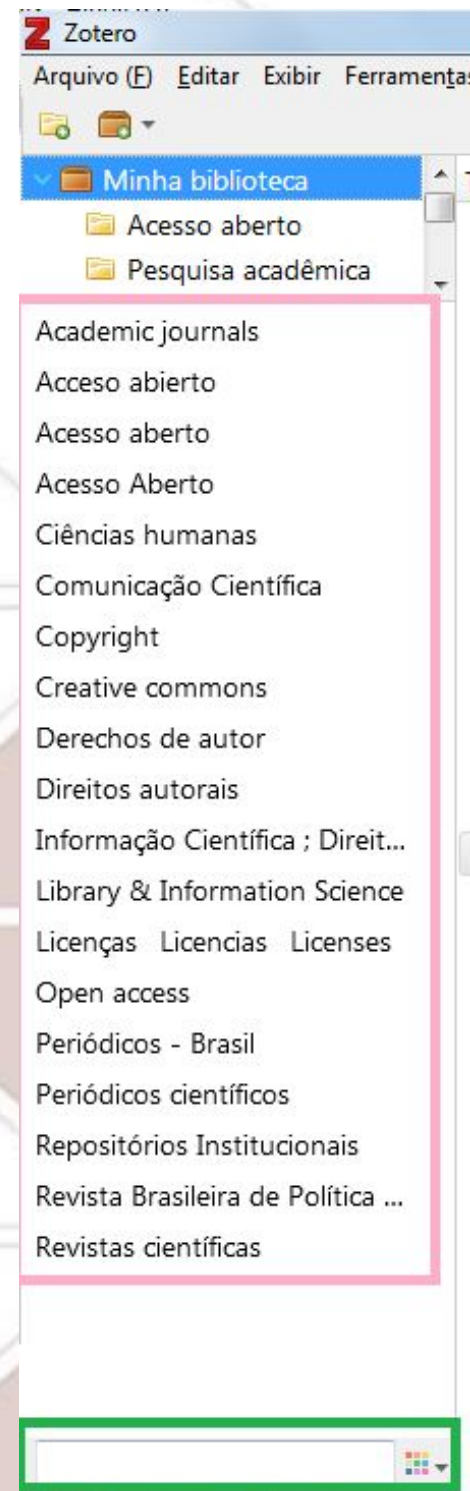 Zotero
Arquivo (F) Editar Exibir Ferramentas
Minha biblioteca
Acesso aberto
Pesquisa acadêmica
Academic journals
Acceso abierto
Acesso aberto
Acesso Aberto
Ciências humanas
Comunicação Científica
Copyright
Creative commons
Derechos de autor
Direitos autorais
Informação Científica ; Direit...
Library & Information Science
Licenças Licencias Licenses
Open access
Periódicos - Brasil
Periódicos científicos
Repositórios Institucionais
Revista Brasileira de Política ...
Revistas científicas